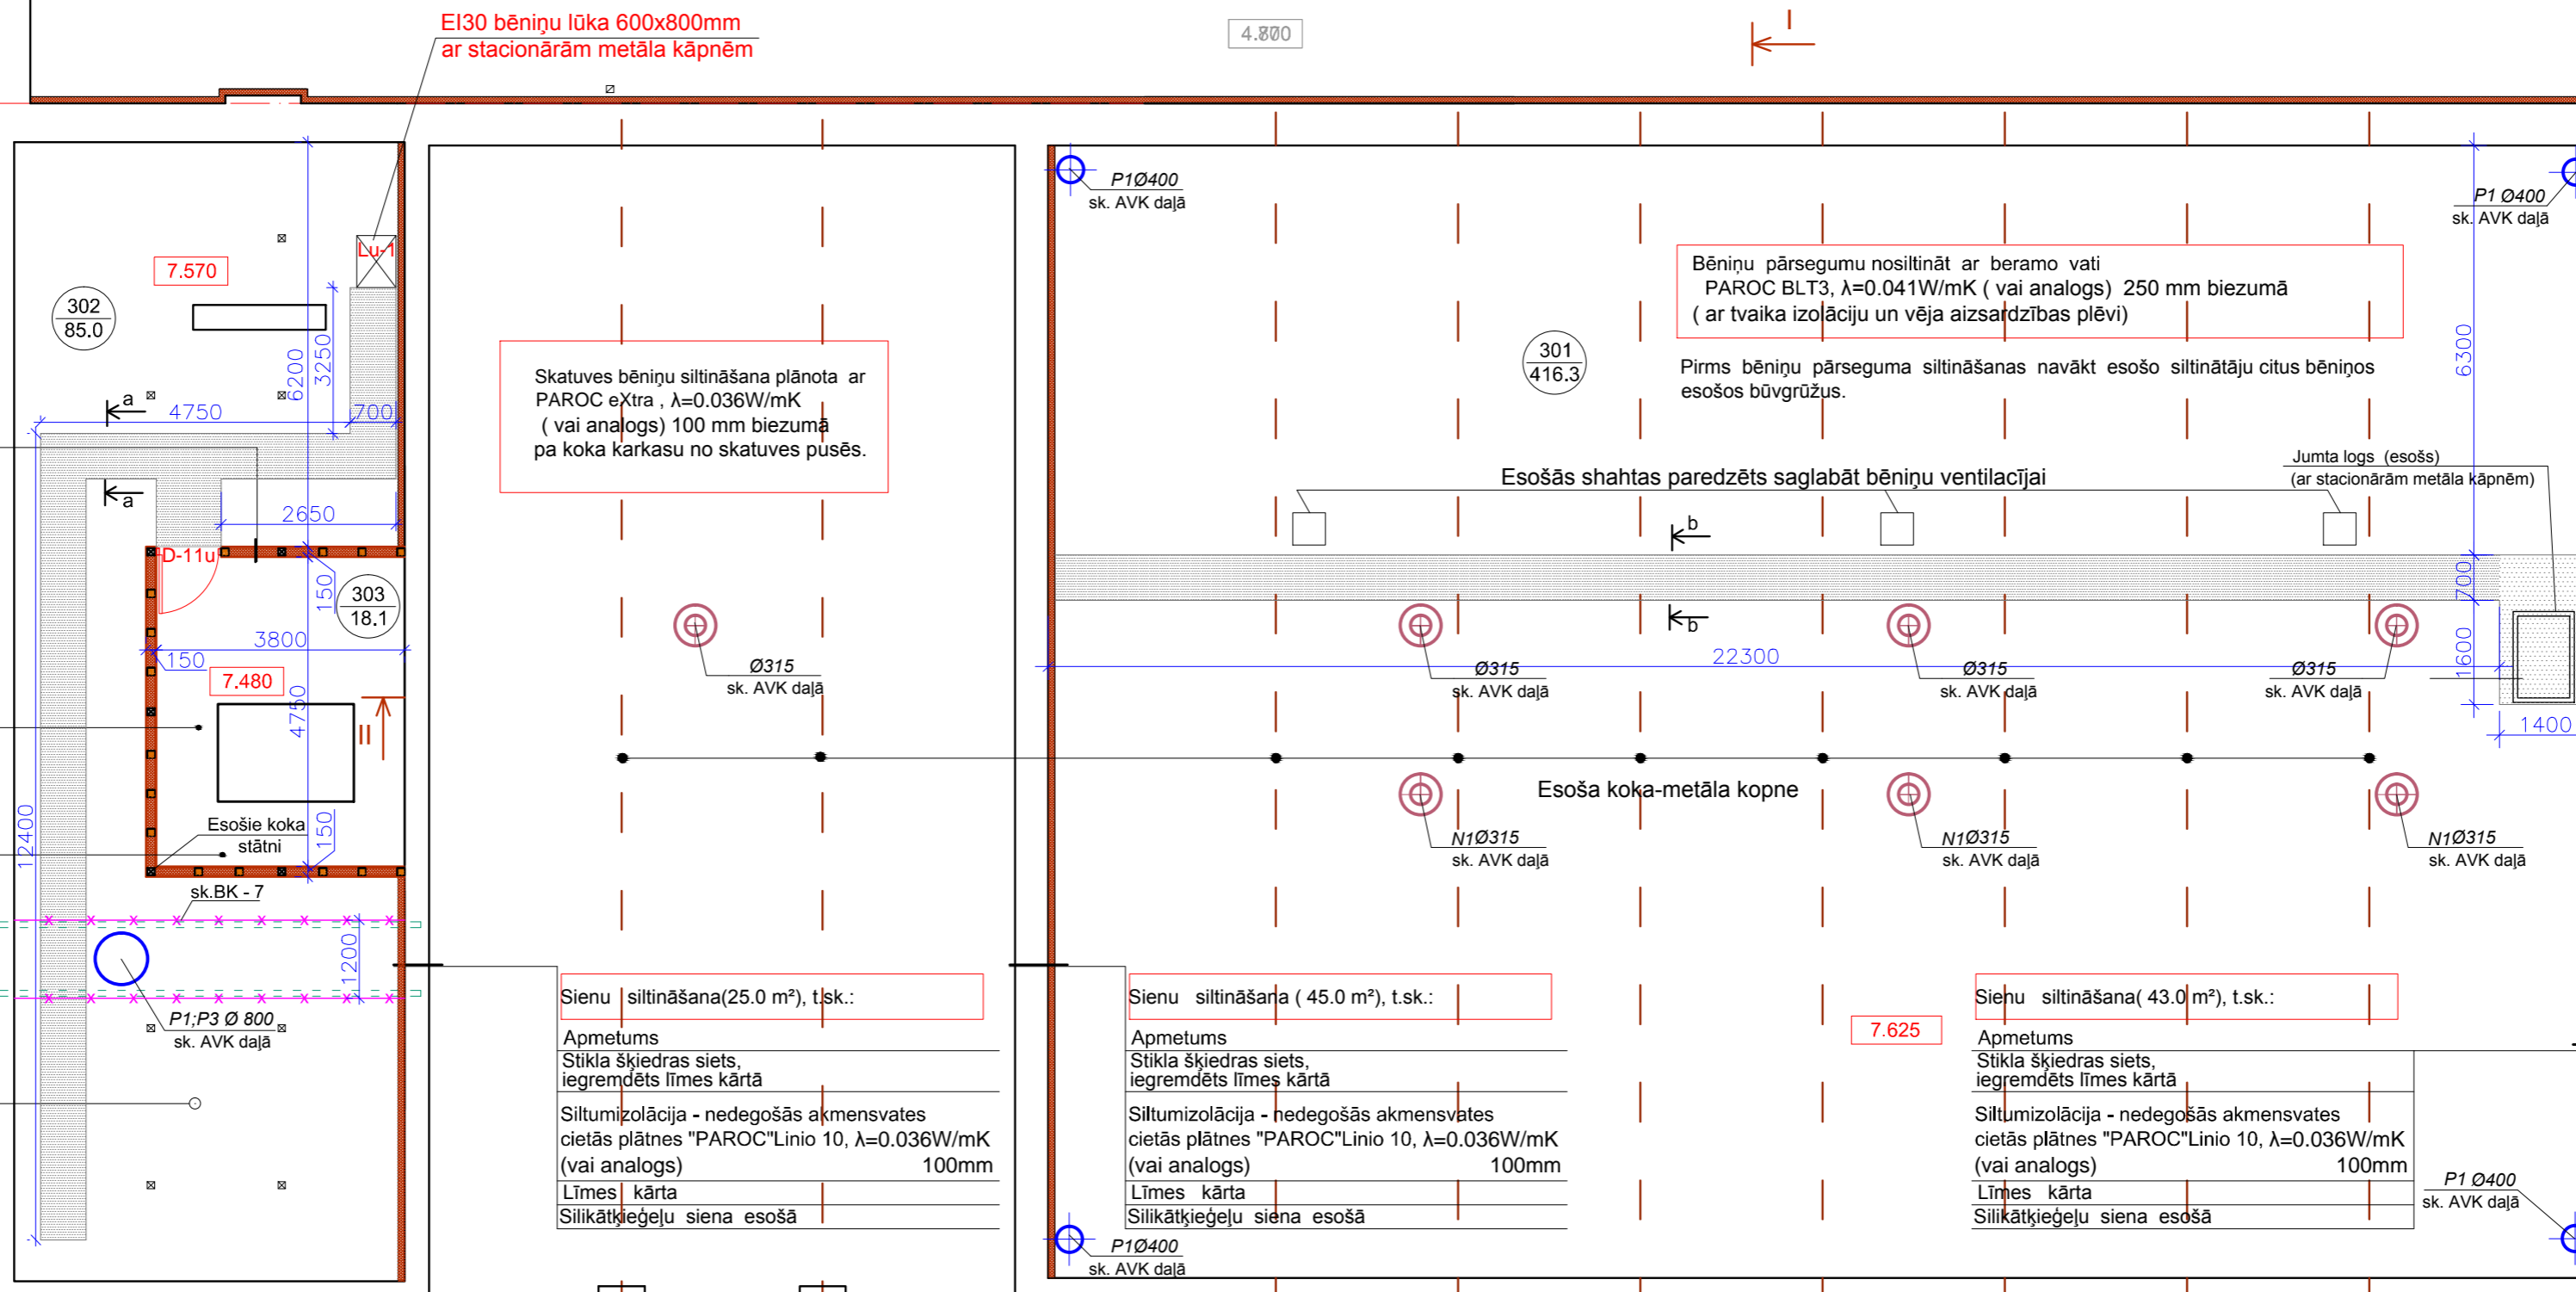 EI30 bēniņu lūka 600x800mm
ar stacionārām metāla kāpnēm
I
P1Ø400
sk. AVK daļā
P1 Ø400
sk. AVK daļā
Lu-1
7.570
302
85.0
6200
3250
a
4750
700
a
2650
D-11u
150
303
18.1
3800
150
7.480
4750
II
Esošie koka
stātni
150
12400
sk.BK - 7
1200
P1;P3 Ø 800
sk. AVK daļā
Skatuves bēniņu siltināšana plānota ar
PAROC eXtra , λ=0.036W/mK
( vai analogs) 100 mm biezumā
pa koka karkasu no skatuves pusēs.
Bēniņu pārsegumu nosiltināt ar beramo vati
PAROC BLT3, λ=0.041W/mK ( vai analogs) 250 mm biezumā
( ar tvaika izolāciju un vēja aizsardzības plēvi)
301
416.3
Pirms bēniņu pārseguma siltināšanas navākt esošo siltinātāju citus bēniņos
esošos būvgrūžus.
6300
Esošās shahtas paredzēts saglabāt bēniņu ventilacījai
Jumta logs (esošs)
(ar stacionārām metāla kāpnēm)
b
b
700
1600
22300
1400
Ø315
sk. AVK daļā
Ø315
sk. AVK daļā
Ø315
sk. AVK daļā
Ø315
sk. AVK daļā
Esoša koka-metāla kopne
N1Ø315
sk. AVK daļā
N1Ø315
sk. AVK daļā
N1Ø315
sk. AVK daļā
Sienu siltināšana(25.0 m²), t.sk.:
Apmetums
Stikla šķiedras siets,
iegremdēts līmes kārtā
Siltumizolācija - nedegošās akmensvates
cietās plātnes "PAROC"Linio 10, λ=0.036W/mK
(vai analogs) 100mm
Līmes kārta
Silikātķieģeļu siena esošā
Sienu siltināšana ( 45.0 m²), t.sk.:
Apmetums
Stikla šķiedras siets,
iegremdēts līmes kārtā
Siltumizolācija - nedegošās akmensvates
cietās plātnes "PAROC"Linio 10, λ=0.036W/mK
(vai analogs) 100mm
Līmes kārta
Silikātķieģeļu siena esošā
7.625
Sienu siltināšana( 43.0 m²), t.sk.:
Apmetums
Stikla šķiedras siets,
iegremdēts līmes kārtā
Siltumizolācija - nedegošās akmensvates
cietās plātnes "PAROC"Linio 10, λ=0.036W/mK
(vai analogs) 100mm
Līmes kārta
Silikātķieģeļu siena esošā
P1Ø400
sk. AVK daļā
P1 Ø400
sk. AVK daļā